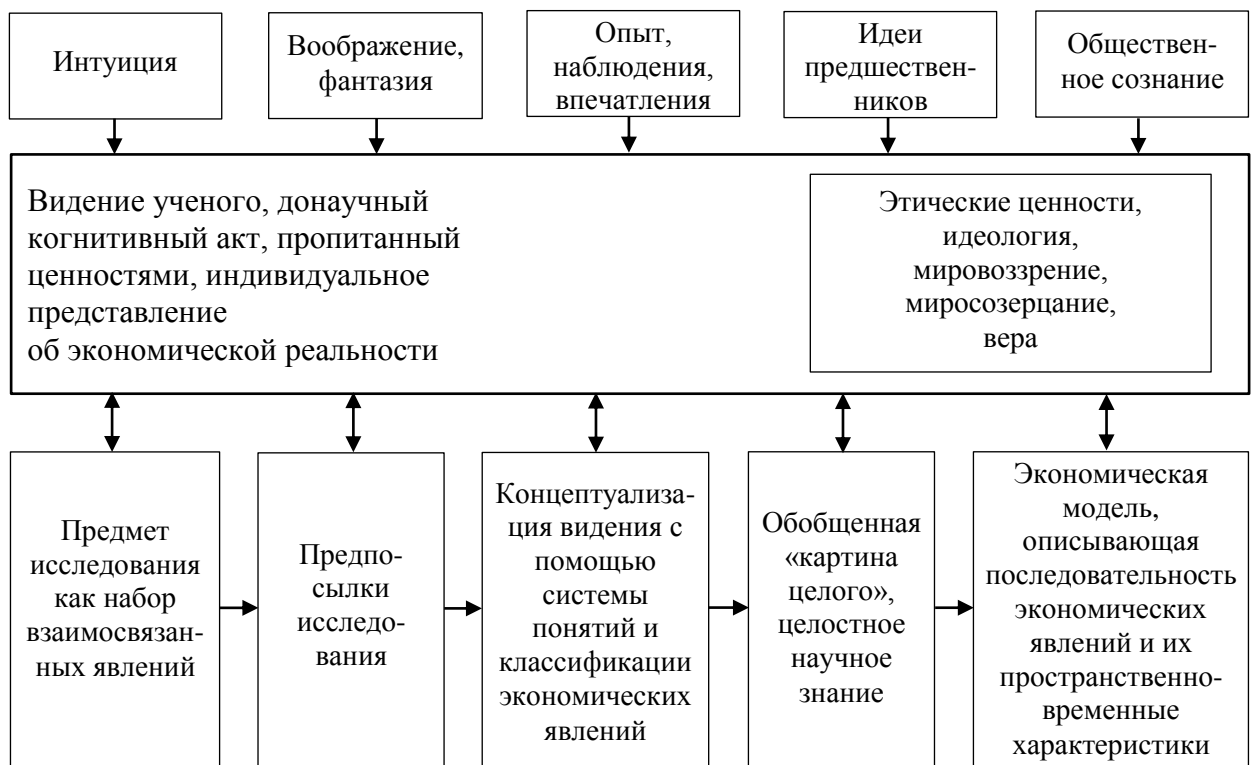 Интуиция
Воображение,
фантазия
Опыт,
наблюдения,
впечатления
Идеи
предшествен-
ников
Обществен-
ное сознание
Видение ученого, донаучный
когнитивный акт, пропитанный
ценностями, индивидуальное
представление
об экономической реальности
Этические ценности,
идеология,
мировоззрение,
миросозерцание,
вера
Предмет
исследования
как набор
взаимосвязан-
ных явлений
Предпо-
сылки
исследо-
вания
Концептуализа-
ция видения с
помощью
системы
понятий и
классификации
экономических
явлений
Обобщенная
«картина
целого»,
целостное
научное
знание
Экономическая
модель,
описывающая
последовательность
экономических
явлений и их
пространственно-
временные
характеристики